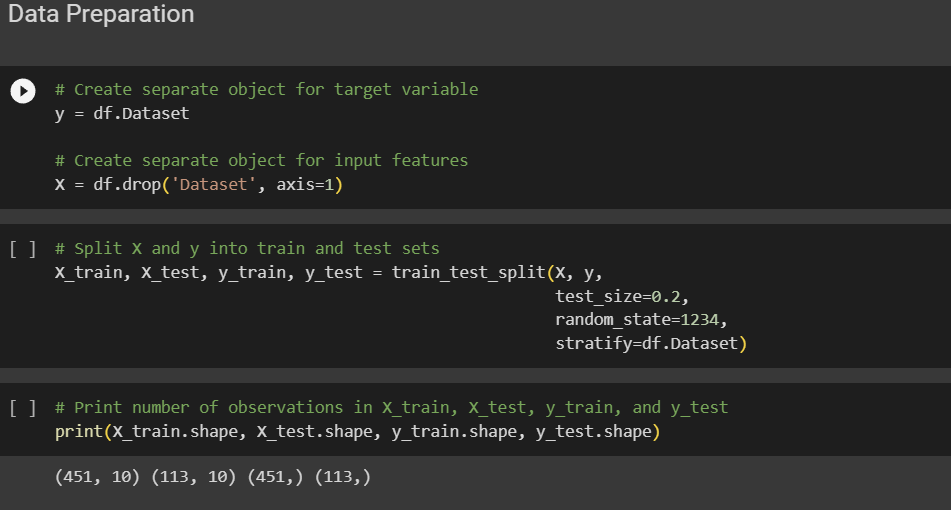 Data Preparation
# Create separate object for target variable
y = df.Dataset
# Create separate object for input features
X = df.drop('Dataset', axis=1)
[ ] # Split X and y into train and test sets
X_train, X_test, y_train, y_test = train_test_split(X, y,
test_size=0.2,
random_state=1234,
stratify=df.Dataset)
[ ] # Print number of observations in X_train, X_test, y_train, and y_test
print(X_train.shape, X_test.shape, y_train.shape, y_test.shape)
(451, 10) (113, 10) (451,) (113,)